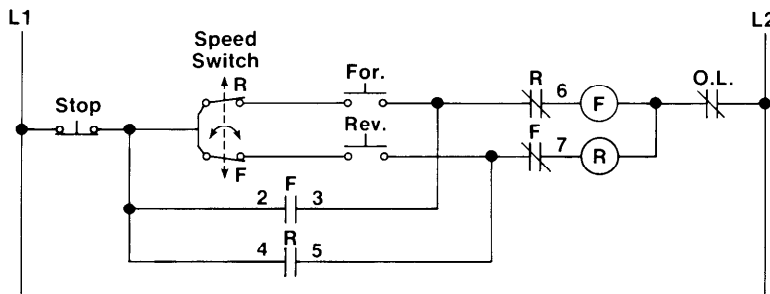 L1
L2
Speed
Switch
Stop
R
For.
R
6
F
O.L.
Rev.
F
7
R
F
2
F
3
4
R
5